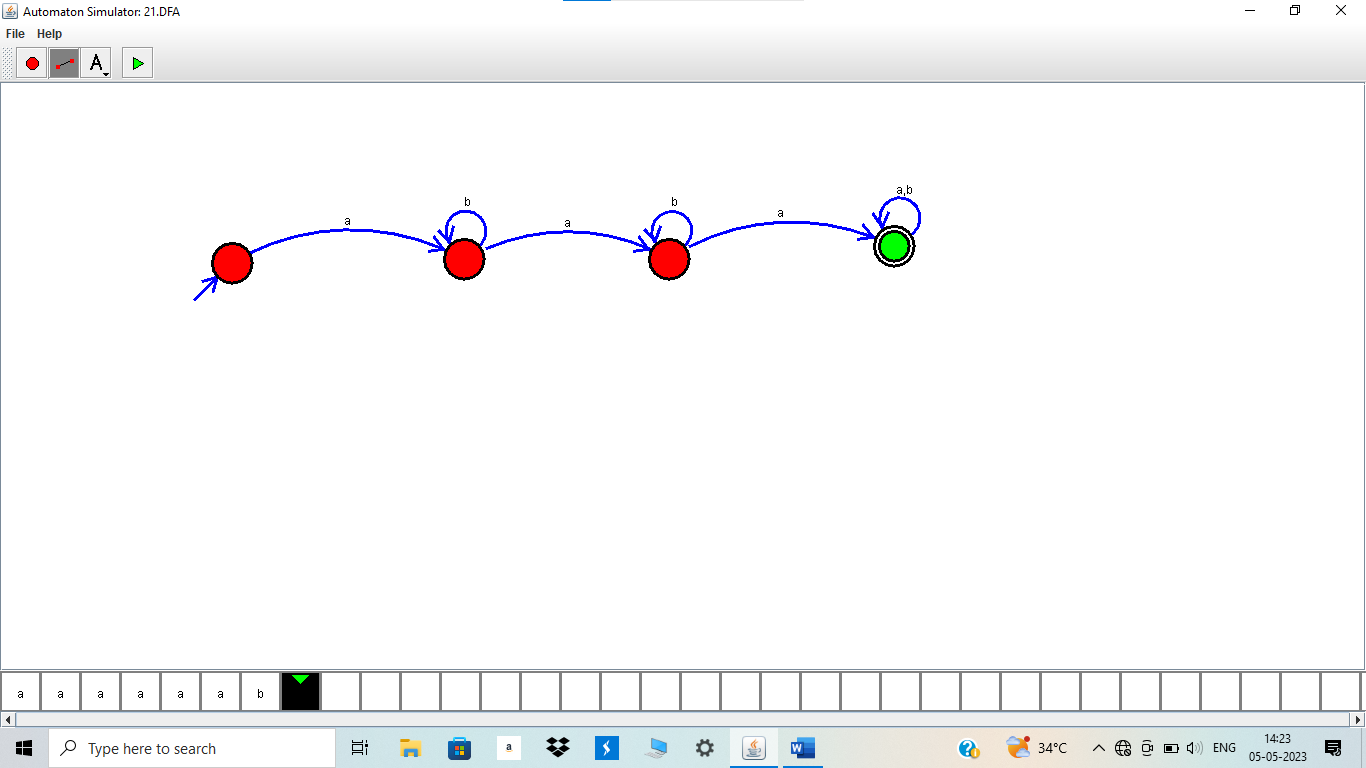 Automaton Simulator: 21.DFA
File Help
A
a b a b a a,b
a a a a a a b
Type here to search
a
W
34°C
ENG
14:23
05-05-2023